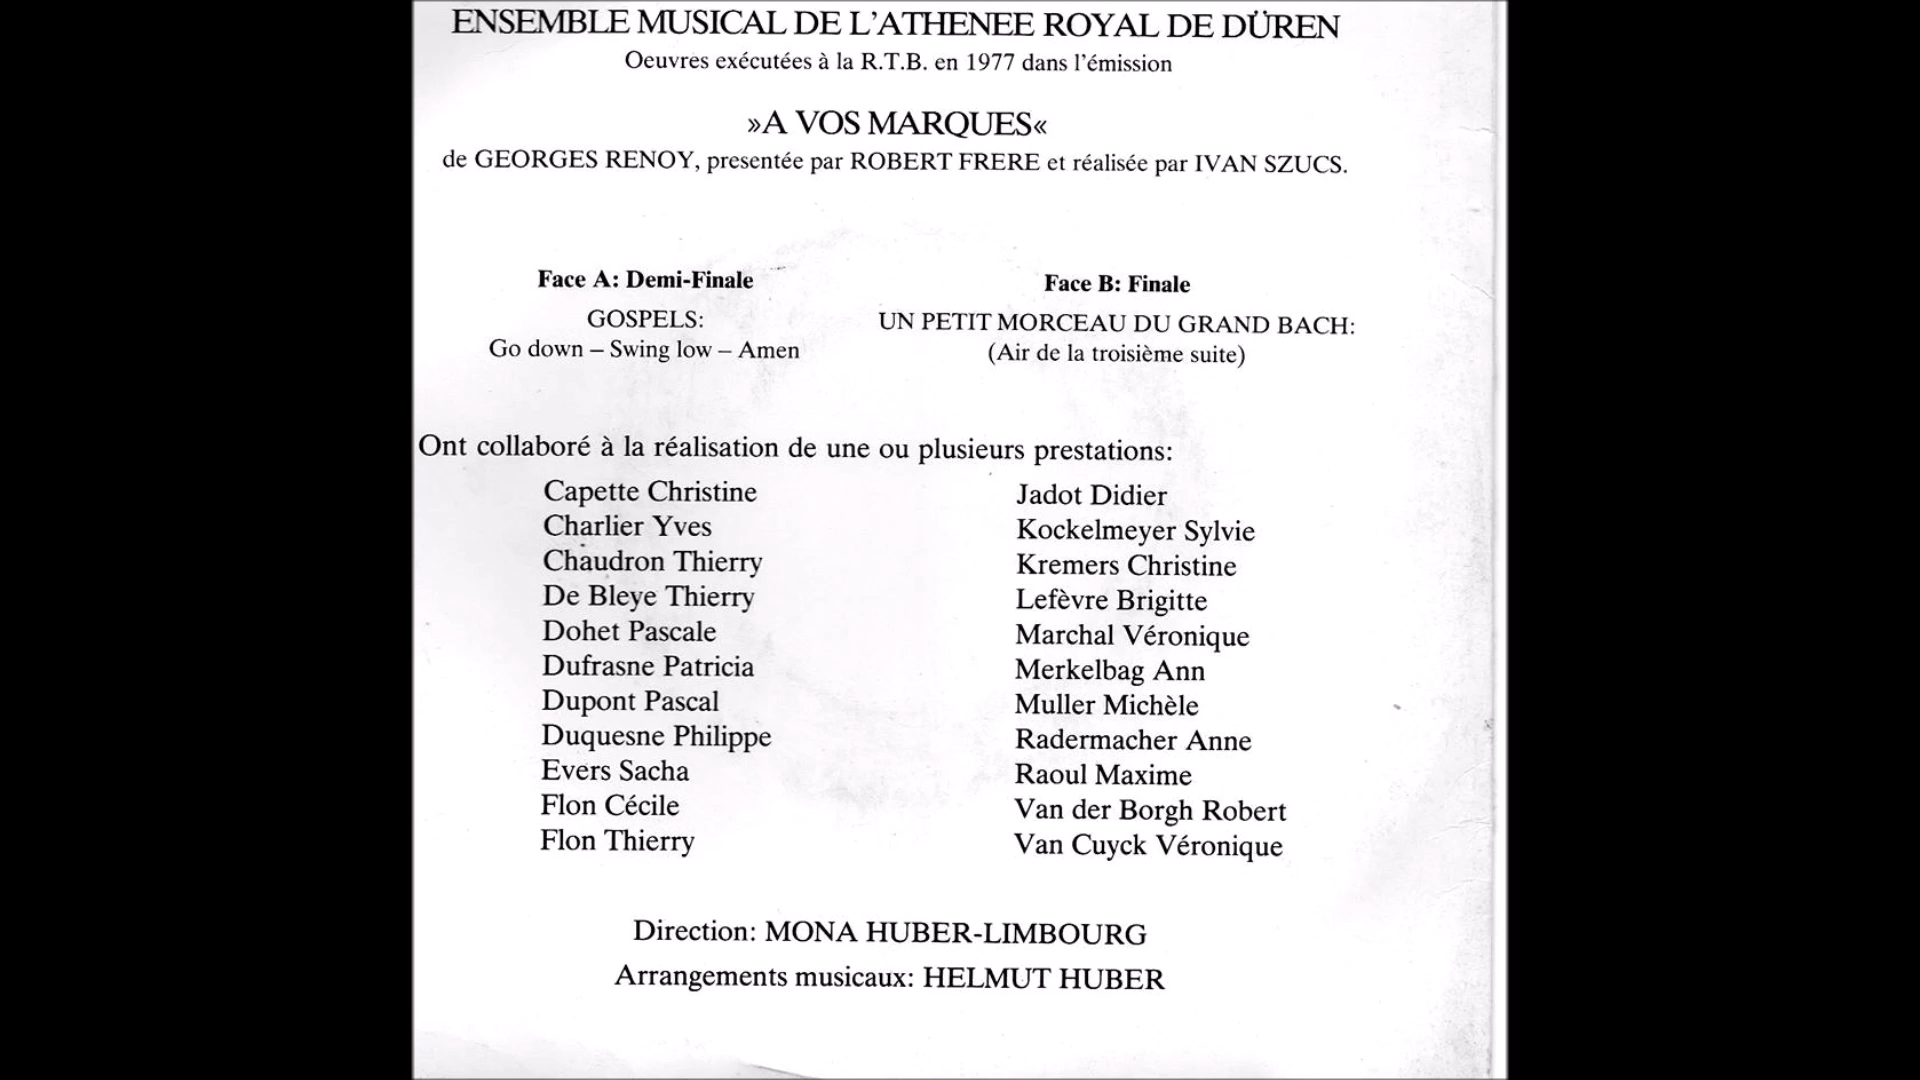 ENSEMBLE MUSICAL DE L'ATHENEE ROYAL DE DÜREN
Oeuvres exécutées à la R.T.B. en 1977 dans l'émission
»A VOS MARQUES«
de GEORGES RENOY, presentée par ROBERT FRERE et réalisée par IVAN SZUCS.
Face A: Demi-Finale
GOSPELS:
Go down – Swing low – Amen
Face B: Finale
UN PETIT MORCEAU DU GRAND BACH:
(Air de la troisième suite)
Ont collaboré à la réalisation de une ou plusieurs prestations:
Capette Christine
Charlier Yves
Chaudron Thierry
De Bleye Thierry
Dohet Pascale
Dufrasne Patricia
Dupont Pascal
Duquesne Philippe
Evers Sacha
Flon Cécile
Flon Thierry
Jadot Didier
Kockelmeyer Sylvie
Kremers Christine
Lefèvre Brigitte
Marchal Véronique
Merkelbag Ann
Muller Michèle
Radermacher Anne
Raoul Maxime
Van der Borgh Robert
Van Cuyck Véronique
Direction: MONA HUBER-LIMBOURG
Arrangements musicaux: HELMUT HUBER